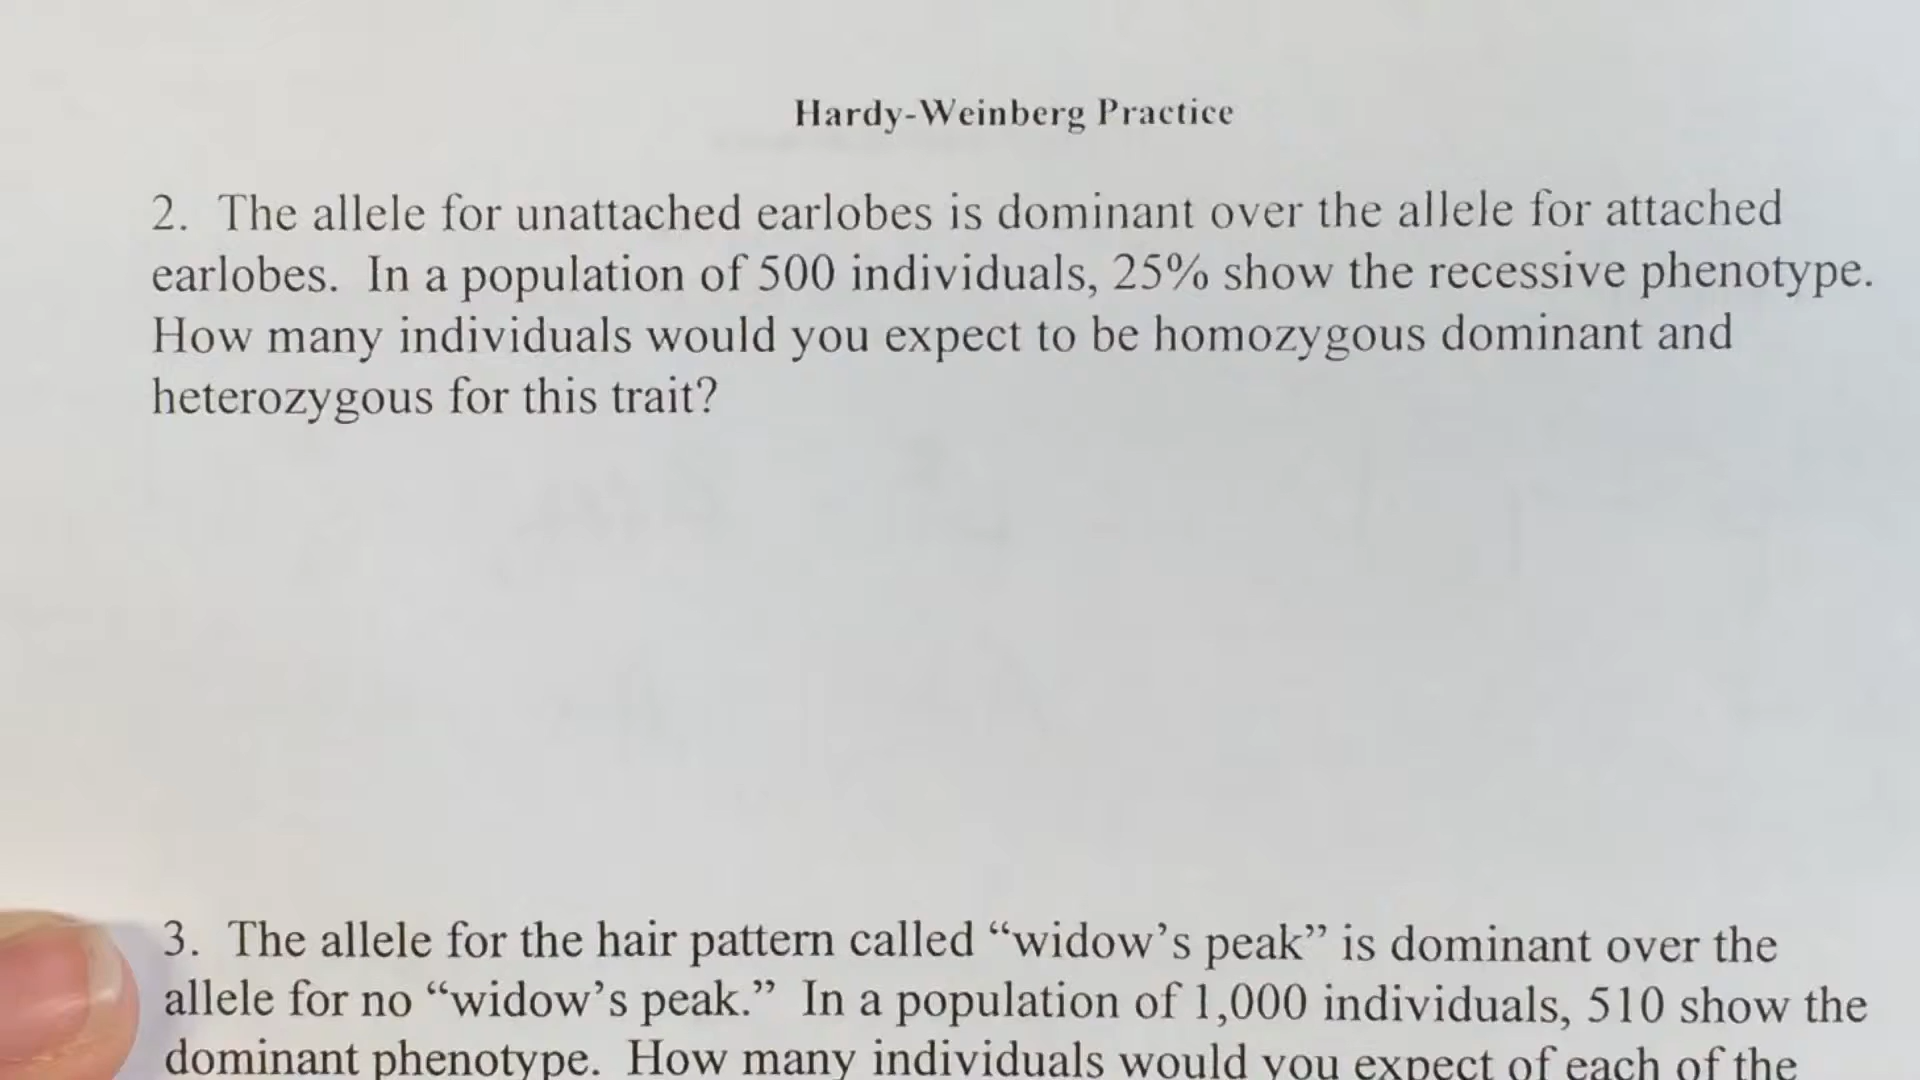 Hardy-Weinberg Practice
2. The allele for unattached earlobes is dominant over the allele for attached
earlobes. In a population of 500 individuals, 25% show the recessive phenotype.
How many individuals would you expect to be homozygous dominant and
heterozygous for this trait?
3. The allele for the hair pattern called “widow’s peak” is dominant over the
allele for no “widow’s peak.” In a population of 1,000 individuals, 510 show the
dominant phenotype. How many individuals would you expect of each of the